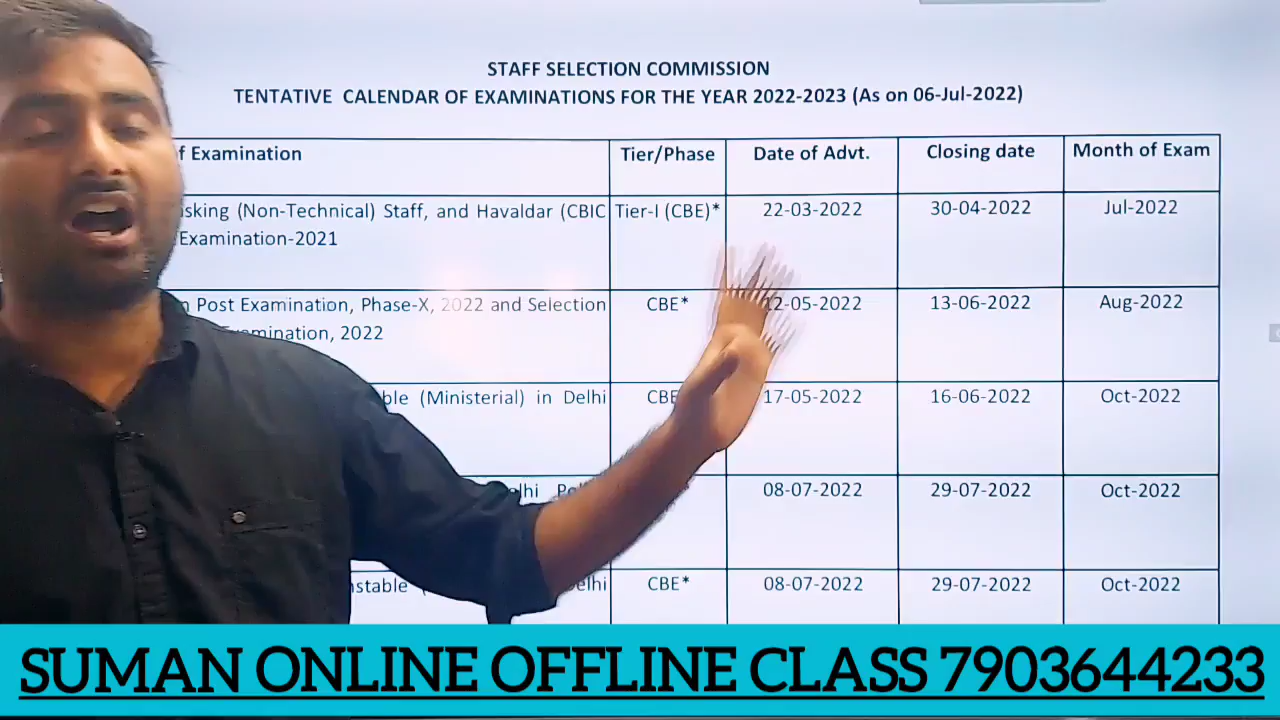 STAFF SELECTION COMMISSION
TENTATIVE CALENDAR OF EXAMINATIONS FOR THE YEAR 2022-2023 (As on 06-Jul-2022)
of Examination Tier/Phase Date of Advt. Closing date Month of Exam
(Non-Technical) Staff, and Havaldar (CBIC Tier-I (CBE)* 22-03-2022 30-04-2022 Jul-2022
Examination-2021
Post Examination, Phase-X, 2022 and Selection CBE* 12-05-2022 13-06-2022 Aug-2022
2022
(Ministerial) in Delhi CBE 17-05-2022 16-06-2022 Oct-2022
08-07-2022 29-07-2022 Oct-2022
CBE* 08-07-2022 29-07-2022 Oct-2022
SUMAN ONLINE OFFLINE CLASS 7903644233